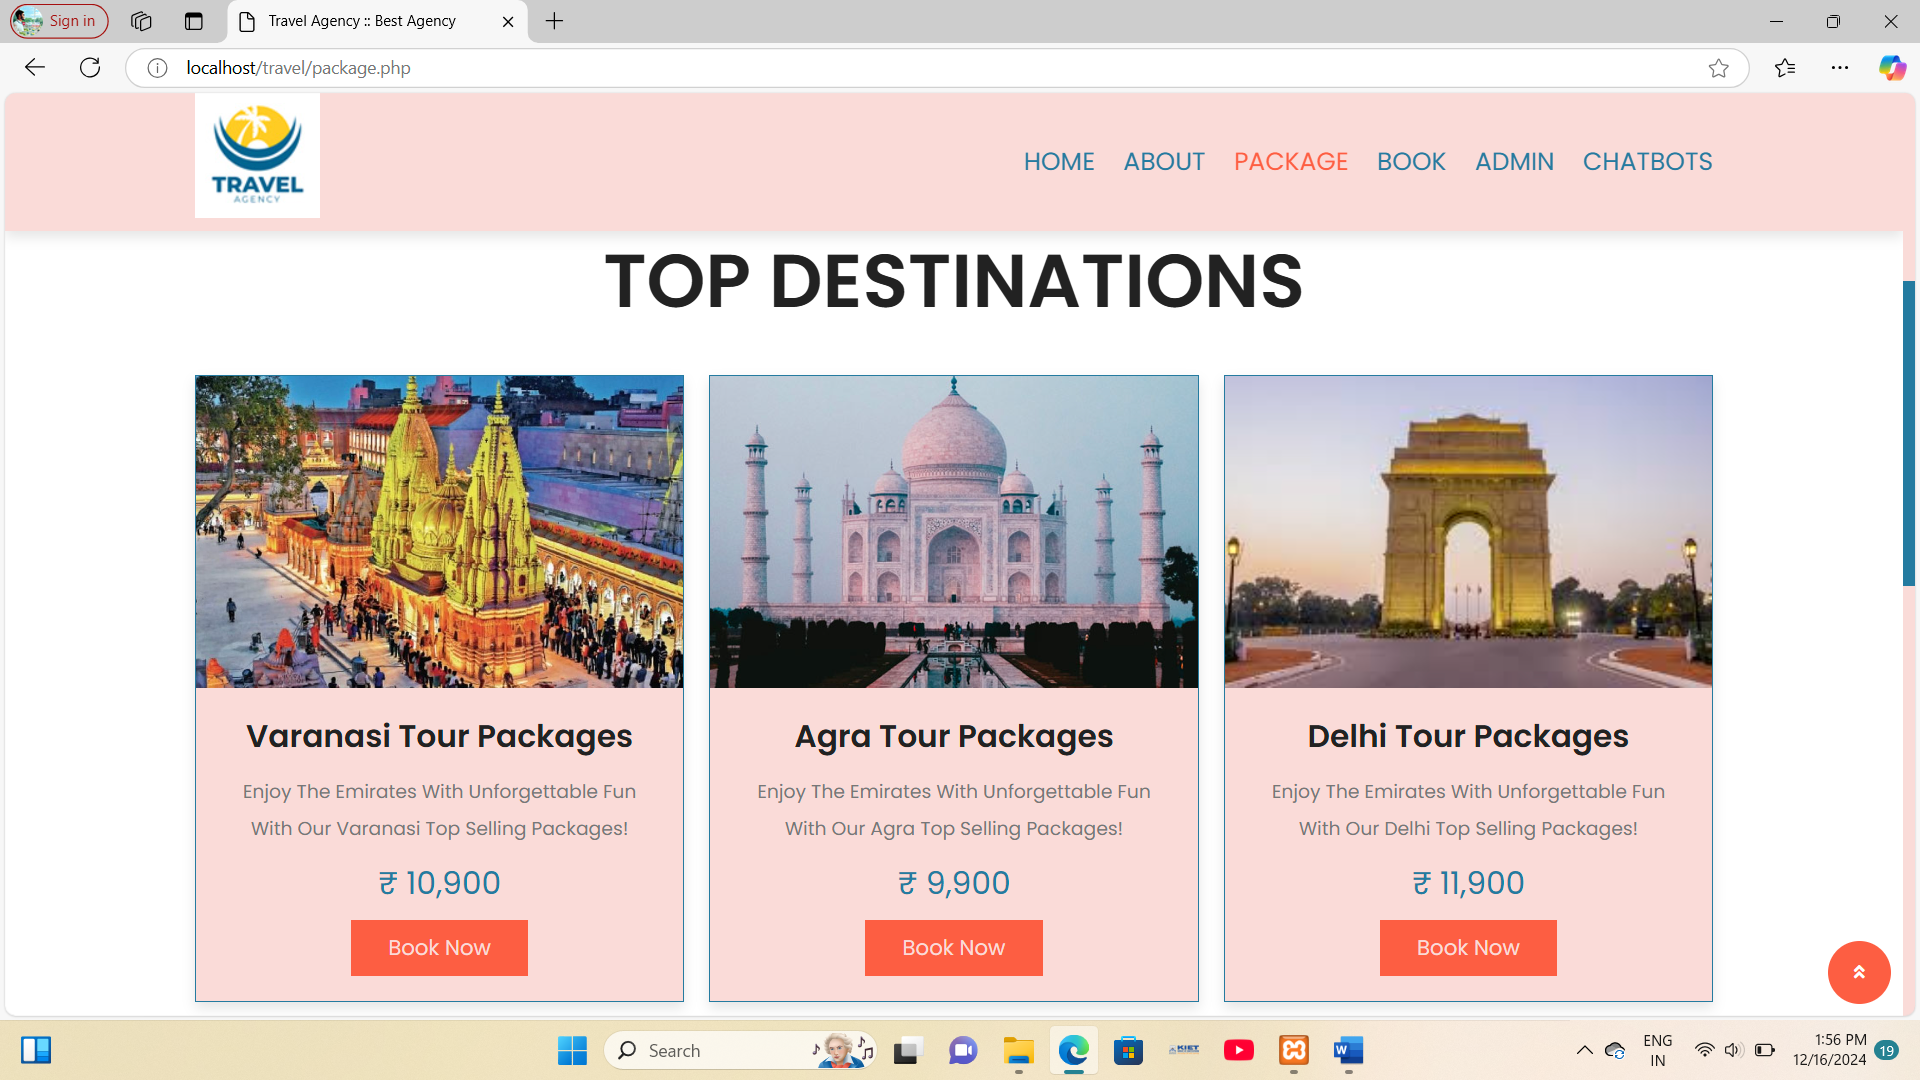 Sign in
Travel Agency :: Best Agency
localhost/travel/package.php
TRAVEL
AGENCY
HOME ABOUT PACKAGE BOOK ADMIN CHATBOTS
TOP DESTINATIONS
Varanasi Tour Packages
Enjoy The Emirates With Unforgettable Fun
With Our Varanasi Top Selling Packages!
₹ 10,900
Book Now
Agra Tour Packages
Enjoy The Emirates With Unforgettable Fun
With Our Agra Top Selling Packages!
₹ 9,900
Book Now
Delhi Tour Packages
Enjoy The Emirates With Unforgettable Fun
With Our Delhi Top Selling Packages!
₹ 11,900
Book Now
Search
KIET
W
ENG
IN
1:56 PM
12/16/2024
19